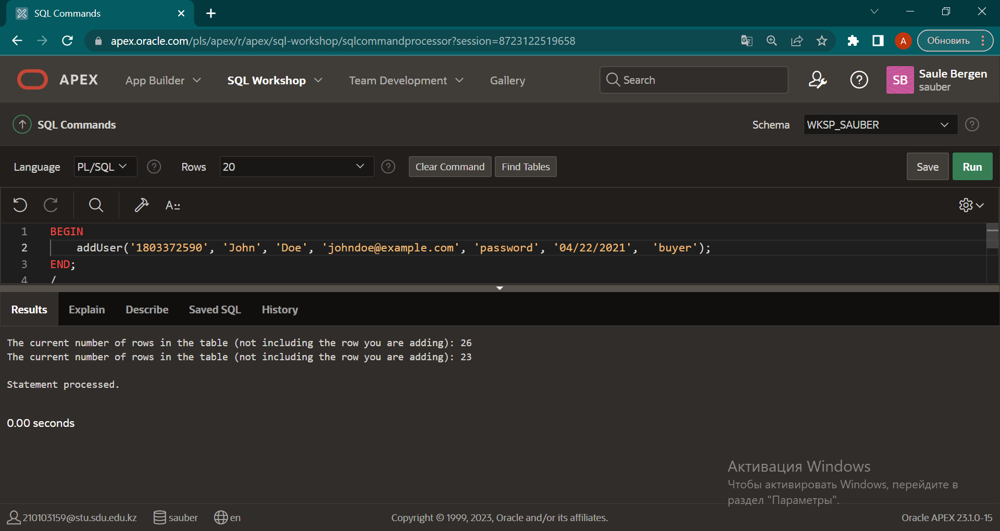 SQL Commands
apex.oracle.com/pls/apex/r/apex/sql-workshop/sqlcommandprocessor?session=8723122519658
A
Обновить
APEX
App Builder
SQL Workshop
Team Development
Gallery
Search
SB
Saule Bergen
sauber
SQL Commands
Schema
WKSP_SAUBER
Language
PL/SQL
Rows
20
Clear Command
Find Tables
Save
Run
A::
1 BEGIN
2 addUser('1803372590', 'John', 'Doe', 'johndoe@example.com', 'password', '04/22/2021', 'buyer');
3 END;
4 /
Results
Explain
Describe
Saved SQL
History
The current number of rows in the table (not including the row you are adding): 26
The current number of rows in the table (not including the row you are adding): 23
Statement processed.
0.00 seconds
Активация Windows
Чтобы активировать Windows, перейдите в
раздел "Параметры".
210103159@stu.sdu.edu.kz
sauber
en
Copyright © 1999, 2023, Oracle and/or its affiliates.
Oracle APEX 23.1.0-15